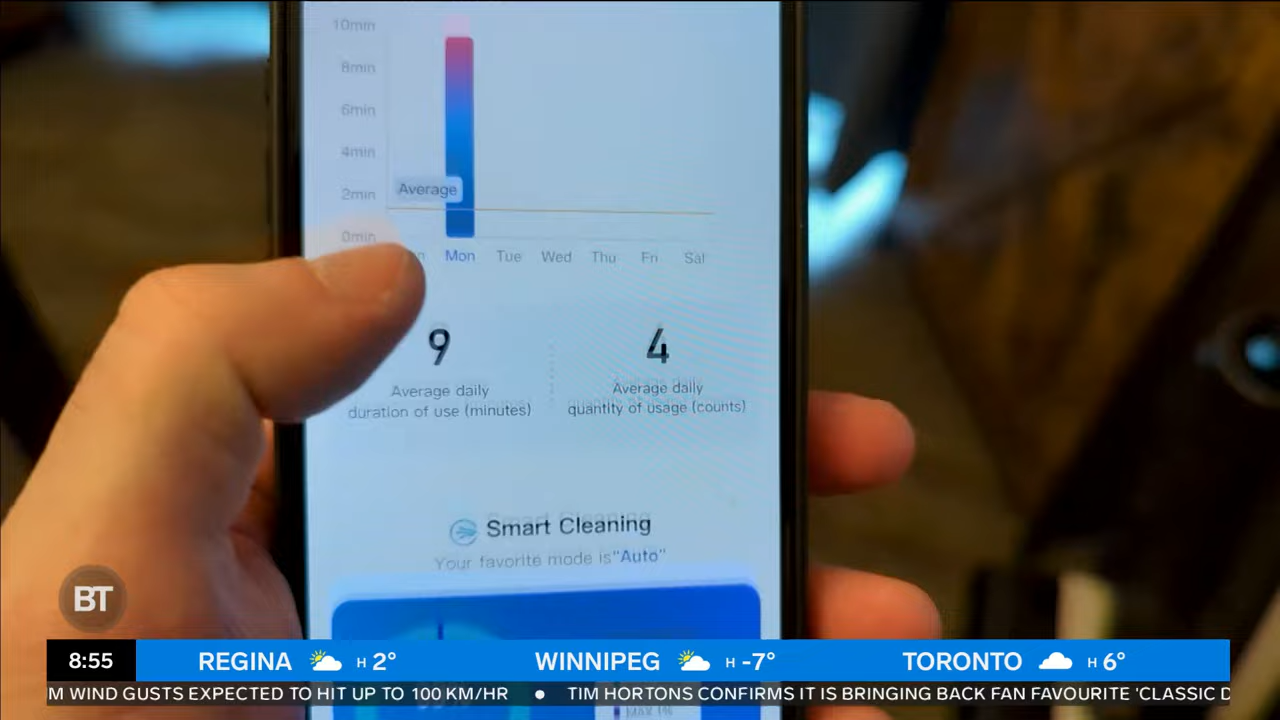 10min
8min
6min
4min
2min
Average
0min
Mon Tue Wed Thu Fri Sat
9
Average daily
duration of use (minutes)
4
Average daily
quantity of usage (counts)
Smart Cleaning
Your favorite mode is"Auto"
BT
8:55 REGINA H 2° WINNIPEG H -7° TORONTO H 6°
M WIND GUSTS EXPECTED TO HIT UP TO 100 KM/HR ● TIM HORTONS CONFIRMS IT IS BRINGING BACK FAN FAVOURITE 'CLASSIC D